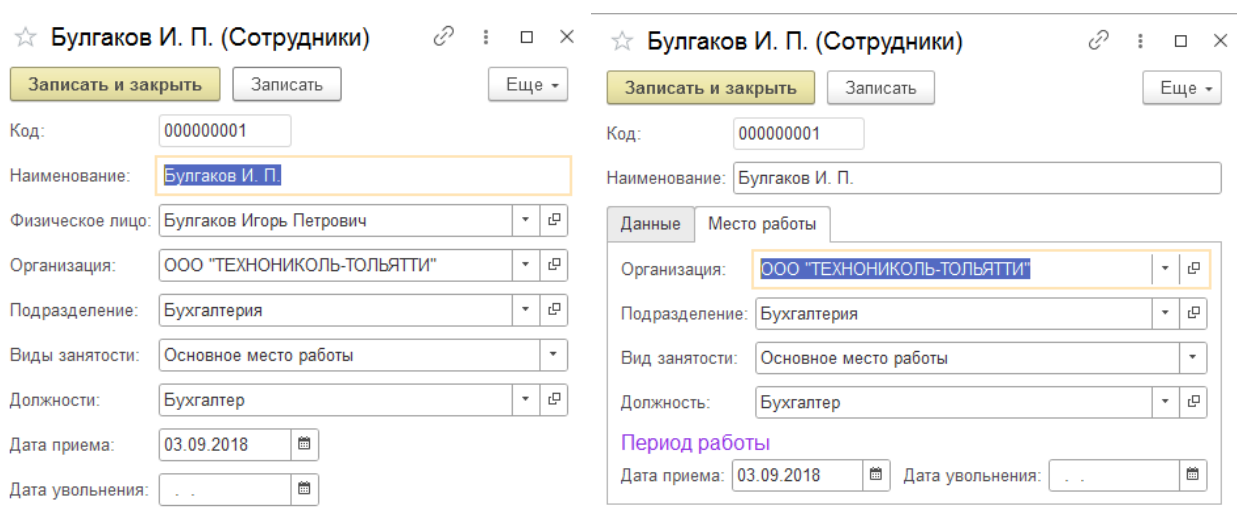 Булгаков И. П. (Сотрудники)
Записать и закрыть Записать Еще
Код: 000000001
Наименование: Булгаков И. П.
Физическое лицо: Булгаков Игорь Петрович
Организация: ООО "ТЕХНОНИКОЛЬ-ТОЛЬЯТТИ"
Подразделение: Бухгалтерия
Виды занятости: Основное место работы
Должности: Бухгалтер
Дата приема: 03.09.2018
Дата увольнения: . .
Булгаков И. П. (Сотрудники)
Записать и закрыть Записать Еще
Код: 000000001
Наименование: Булгаков И. П.
Данные Место работы
Организация: ООО "ТЕХНОНИКОЛЬ-ТОЛЬЯТТИ"
Подразделение: Бухгалтерия
Вид занятости: Основное место работы
Должность: Бухгалтер
Период работы
Дата приема: 03.09.2018 Дата увольнения: . .